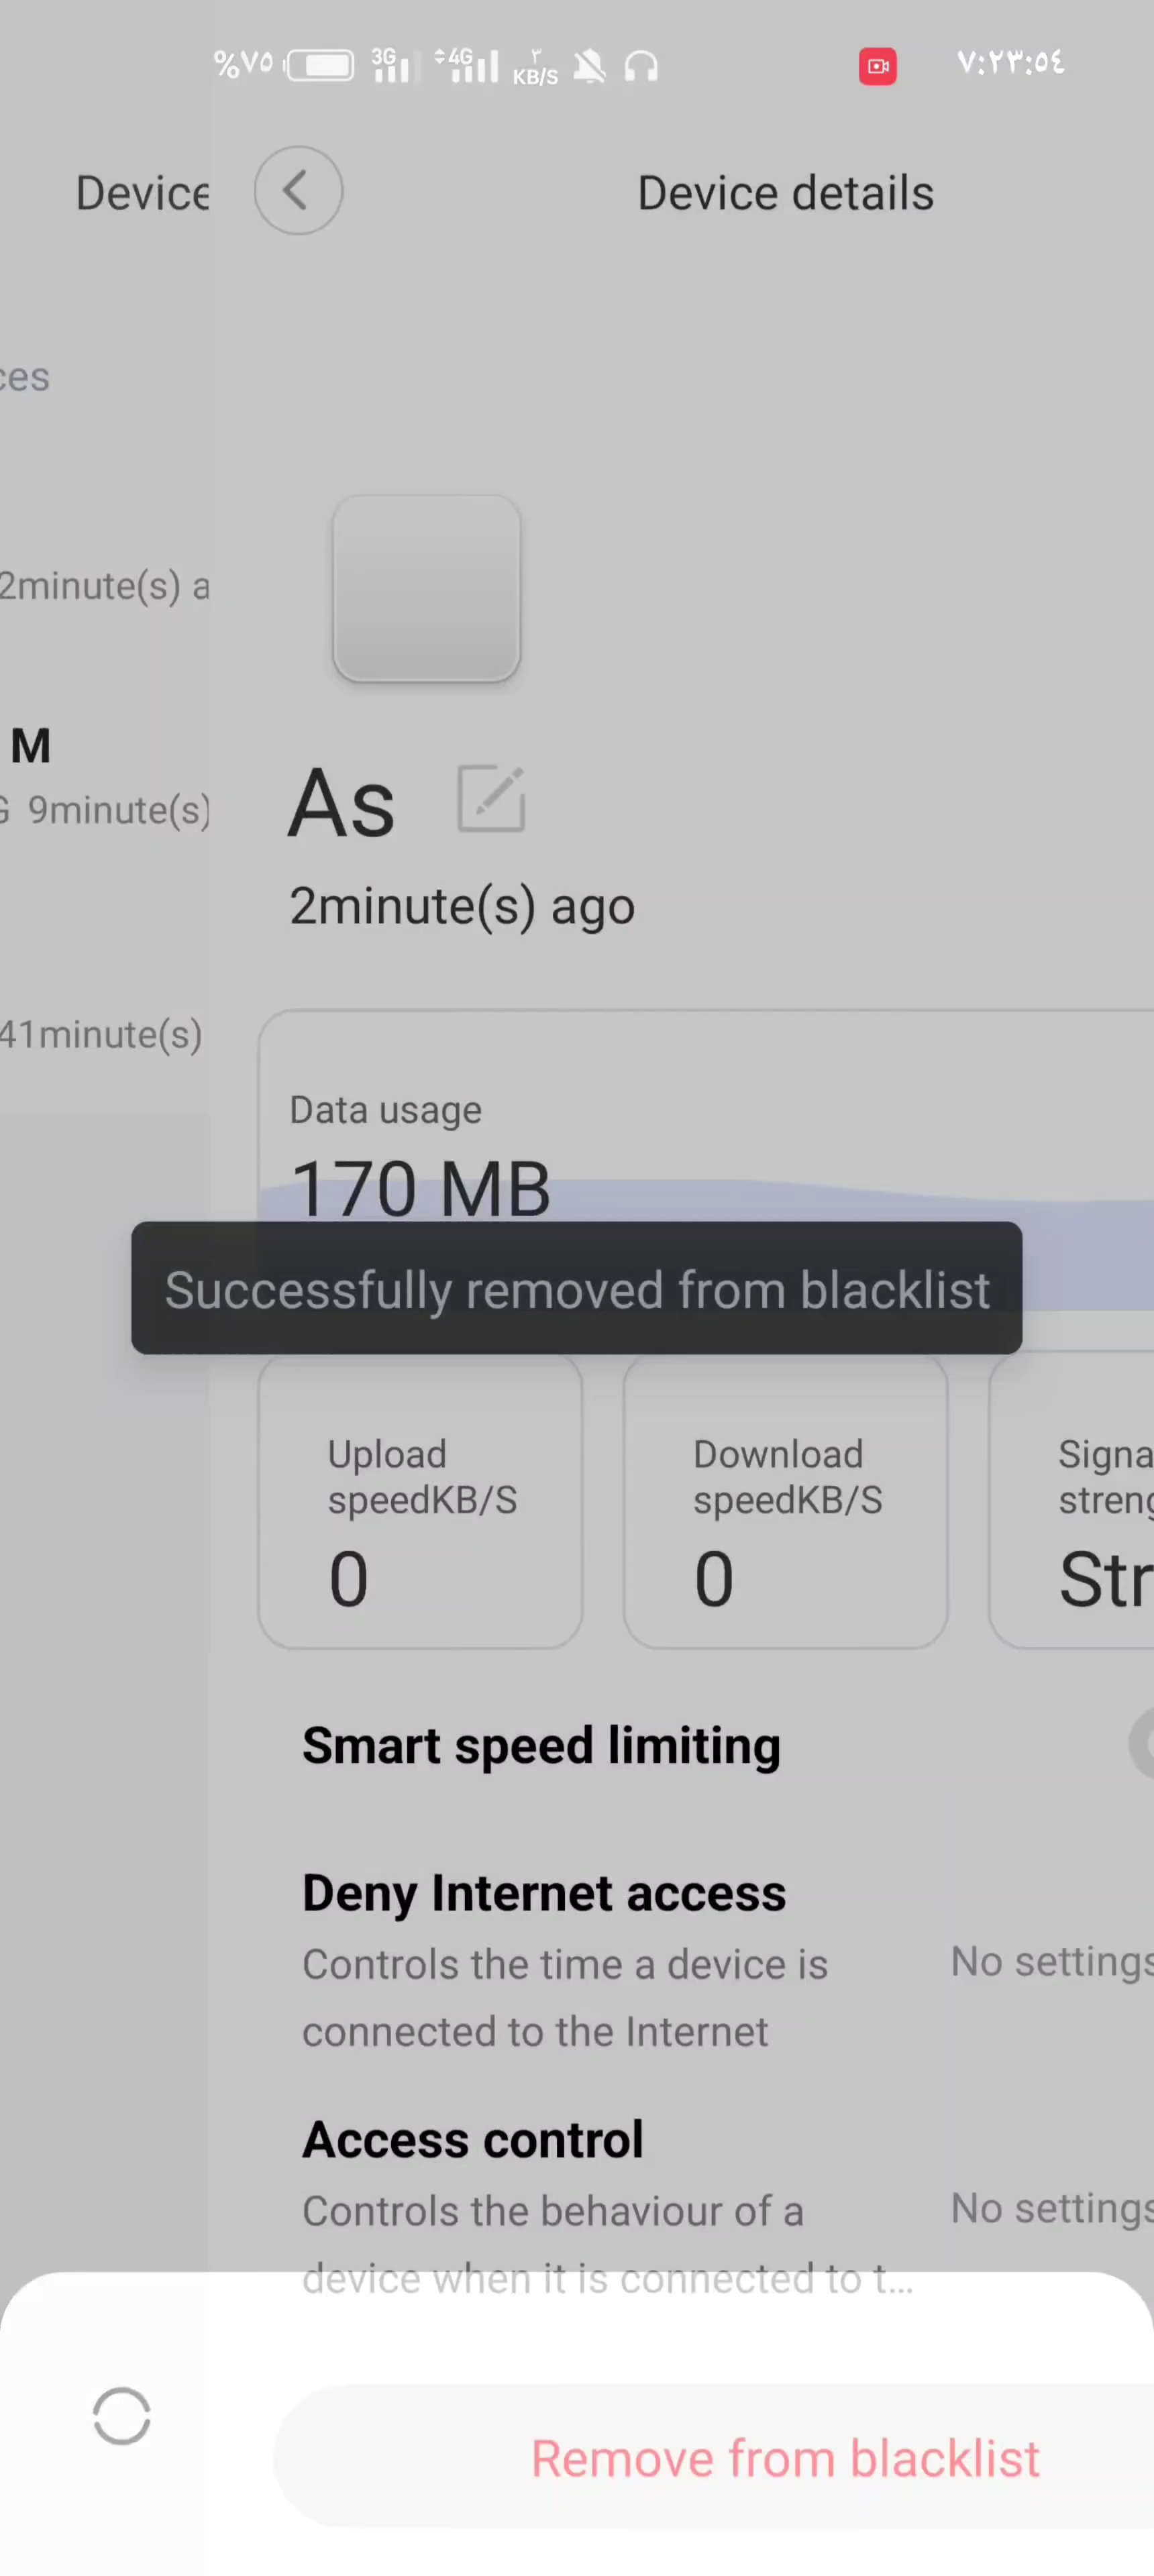 %٧٥ 3G 4G ٣ KB/S ٧:٢٣:٥٤
Device
Device details
ces
2minute(s) a
M
G 9minute(s)
41minute(s)
As
2minute(s) ago
Data usage
170 MB
Successfully removed from blacklist
Upload
speedKB/S
0
Download
speedKB/S
0
Signa
streng
Str
Smart speed limiting
Deny Internet access
Controls the time a device is
connected to the Internet
No settings
Access control
Controls the behaviour of a
device when it is connected to t...
No settings
Remove from blacklist